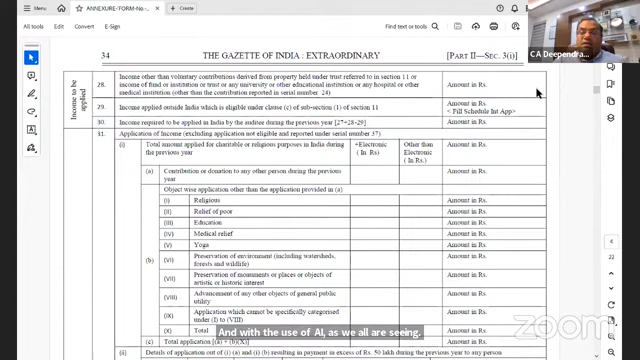 ANNEXURE-FORM-No.-
+ Create
Sign in
All tools
Edit
Convert
E-Sign
Find text or tools
34
THE GAZETTE OF INDIA : EXTRAORDINARY
[PART II—SEC. 3(i)]
CA Deependra
Income to be applied
28.
Income other than voluntary contributions derived from property held under trust referred to in section 11 or
income of fund or institution or trust or any university or other educational institution or any hospital or other
medical institution (other than the contribution reported in serial number 24)
Amount in Rs.
29.
Income applied outside India which is eligible under clause (c) of sub-section (1) of section 11
Amount in Rs.
< Fill Schedule Int App>
30.
Income required to be applied in India by the auditee during the previous year [27+28-29]
Amount in Rs.
31.
Application of Income (excluding application not eligible and reported under serial number 37)
(i)
Total amount applied for charitable or religious purposes in India during
the previous year
+Electronic
( In Rs)
Other than
Electronic
( In Rs.)
Amount in Rs.
(a)
Contribution or donation to any other person during the previous
year
Amount in Rs.
Object wise application other than the application provided in (a)
(b)
(I)
Religious
Amount in Rs.
(II)
Relief of poor
Amount in Rs.
(III)
Education
Amount in Rs.
(IV)
Medical relief
Amount in Rs.
(V)
Yoga
Amount in Rs.
(VI)
Preservation of environment (including watersheds,
forests and wildlife)
Amount in Rs.
(VII)
Preservation of monuments or places or objects of
artistic or historic interest
Amount in Rs.
(VIII)
Advancement of any other objects of general public
utility
Amount in Rs.
(IX)
Application which cannot be specifically categorised
under (I) to (VIII)
Amount in Rs.
(X)
Total
Amount in Rs.
(c)
Total application [(a) + (b)(X)]
Amount in Rs.
(ii)
Details of application out of (i) (a) and (i) (b) resulting in payment in excess of Rs. 50 lakh during the previous year to any person
And with the use of AI, as we all are seeing.
4
22
zoom